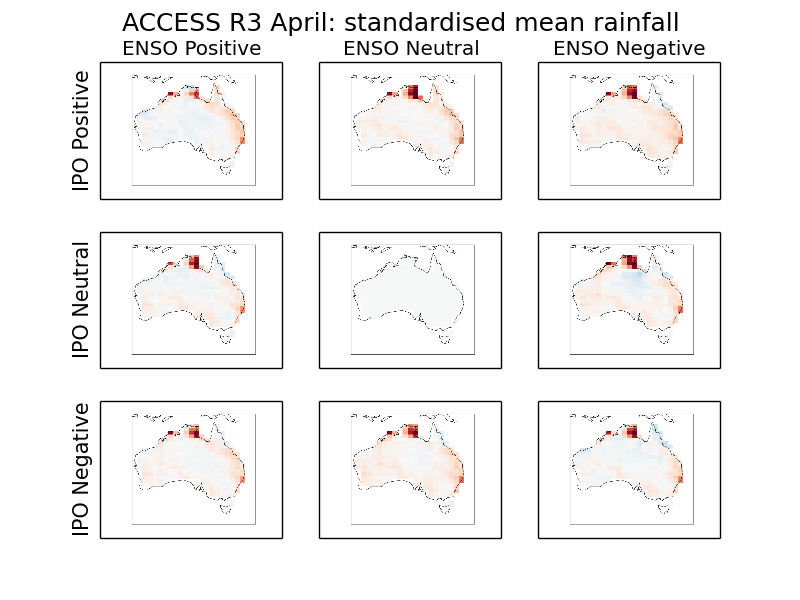 ACCESS R3 April: standardised mean rainfall
ENSO Positive
ENSO Neutral
ENSO Negative
IPO Positive
IPO Neutral
IPO Negative